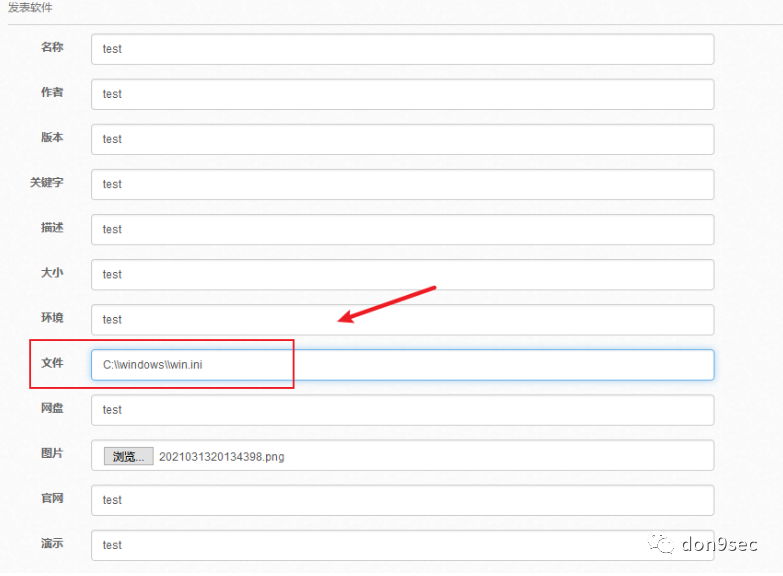 发表软件
名称 test
作者 test
版本 test
关键字 test
描述 test
大小 test
环境 test
文件 C:\\windows\\win.ini
网盘 test
图片 浏览... 2021031320134398.png
官网 test
演示 test
don9sec